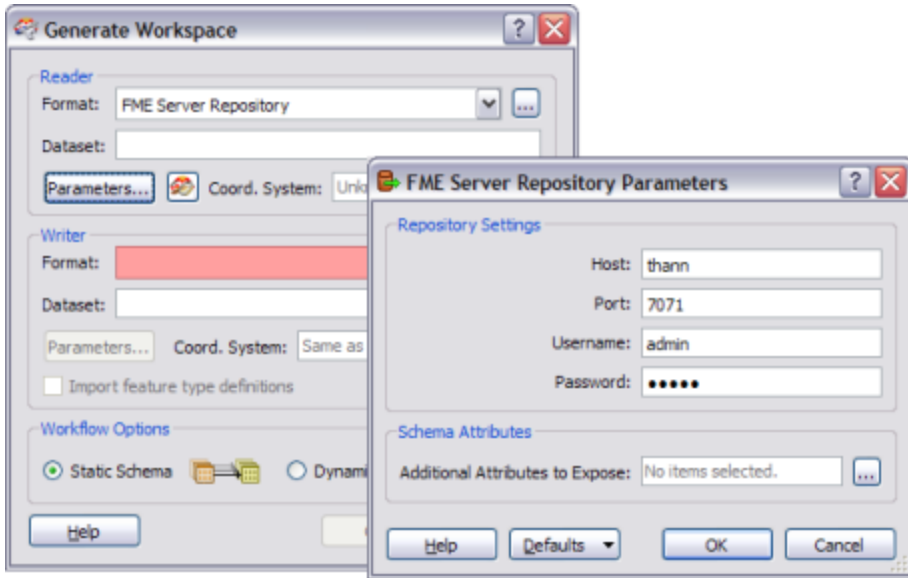 Generate Workspace
Reader
Format: FME Server Repository
Dataset:
Parameters... Coord. System:
Writer
Format:
Dataset:
Parameters... Coord. System: Same as
Import feature type definitions
Workflow Options
Static Schema
Help
FME Server Repository Parameters
Repository Settings
Host: thann
Port: 7071
Username: admin
Password: •••••
Schema Attributes
Additional Attributes to Expose: No items selected. ...
Help Defaults OK Cancel